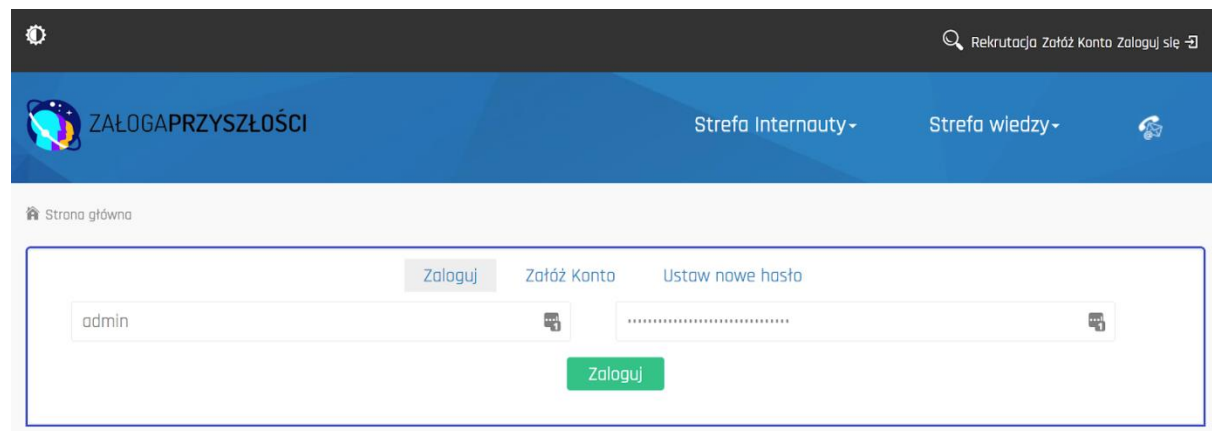 Rekrutacja Załóż Konto Zaloguj się
ZAŁOGAPRZYSZŁOŚCI
Strefa Internauty
Strefa wiedzy
Strona główna
Zaloguj
Załóż Konto
Ustaw nowe hasło
admin
Zaloguj